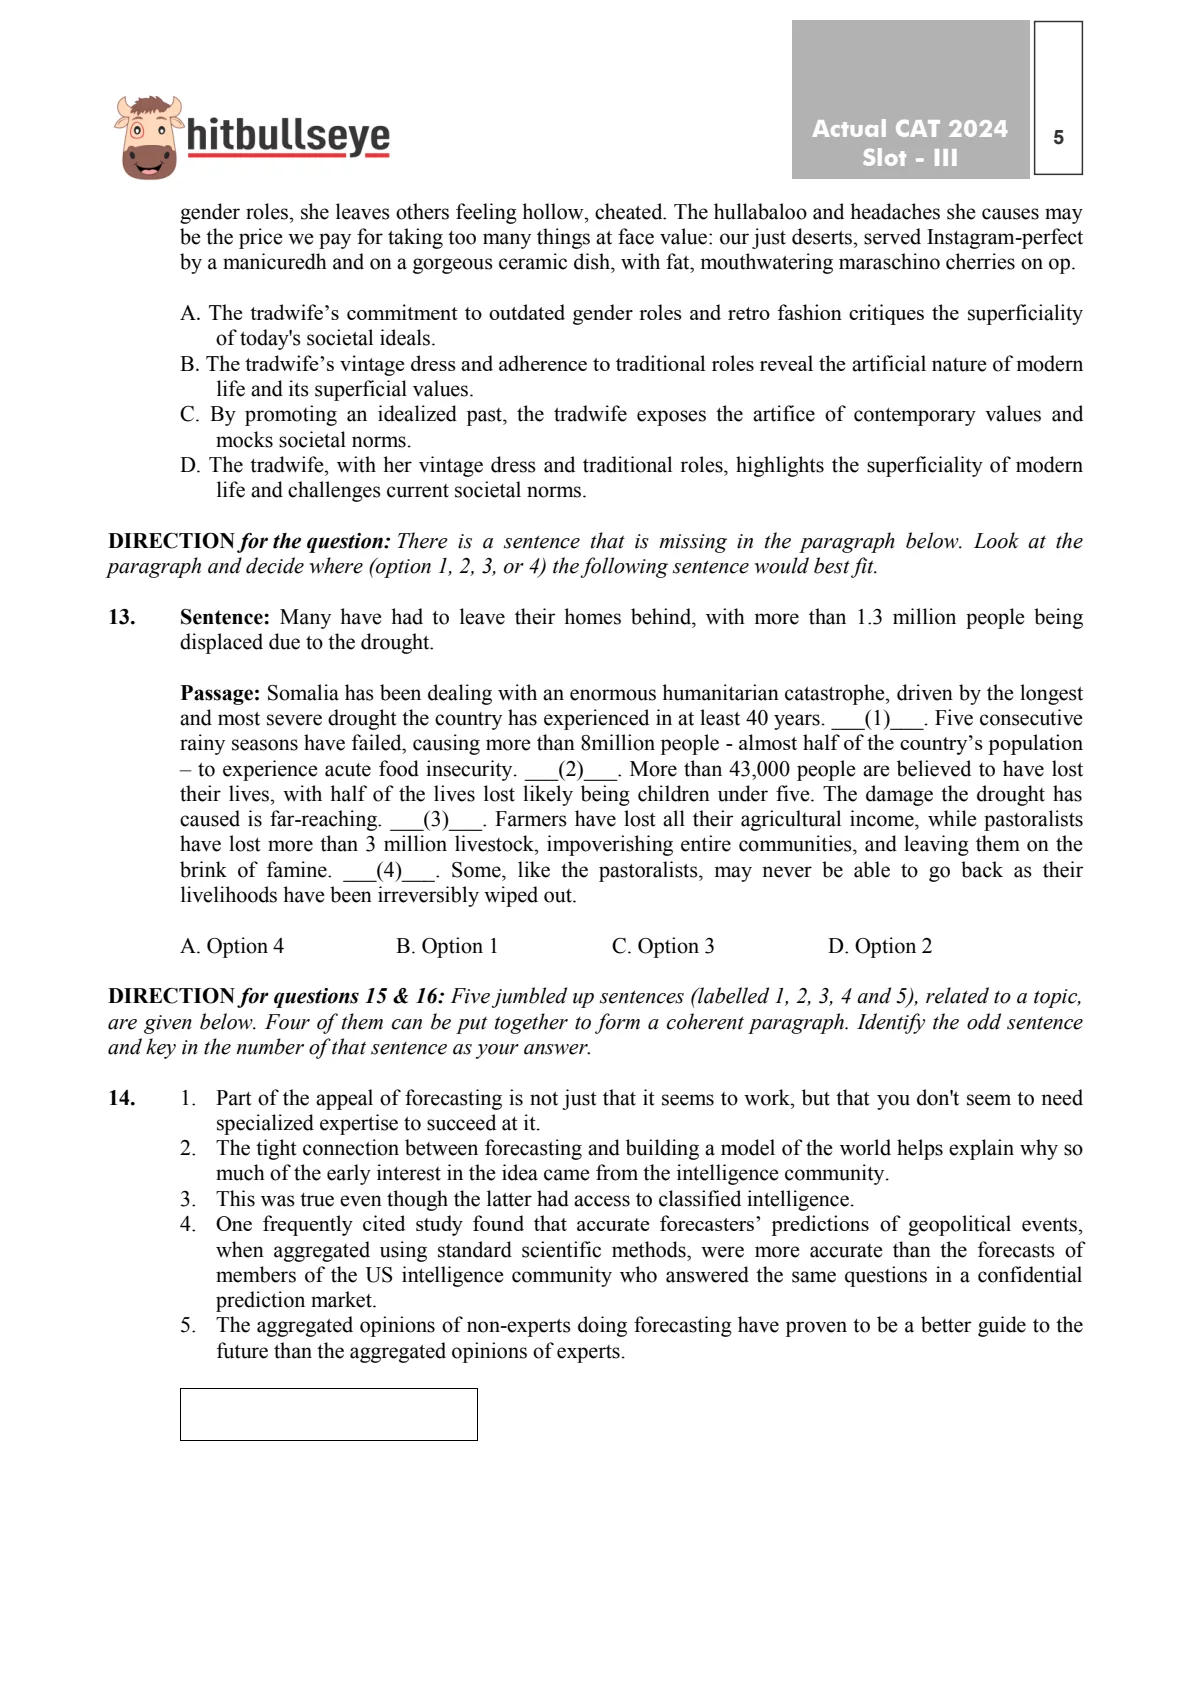 hitbullseye
Actual CAT 2024
Slot - III
5
gender roles, she leaves others feeling hollow, cheated. The hullabaloo and headaches she causes may
be the price we pay for taking too many things at face value: our just deserts, served Instagram-perfect
by a manicuredh and on a gorgeous ceramic dish, with fat, mouthwatering maraschino cherries on op.
A. The tradwife’s commitment to outdated gender roles and retro fashion critiques the superficiality
of today's societal ideals.
B. The tradwife’s vintage dress and adherence to traditional roles reveal the artificial nature of modern
life and its superficial values.
C. By promoting an idealized past, the tradwife exposes the artifice of contemporary values and
mocks societal norms.
D. The tradwife, with her vintage dress and traditional roles, highlights the superficiality of modern
life and challenges current societal norms.
DIRECTION for the question: There is a sentence that is missing in the paragraph below. Look at the
paragraph and decide where (option 1, 2, 3, or 4) the following sentence would best fit.
13. Sentence: Many have had to leave their homes behind, with more than 1.3 million people being
displaced due to the drought.
Passage: Somalia has been dealing with an enormous humanitarian catastrophe, driven by the longest
and most severe drought the country has experienced in at least 40 years. ___(1)___. Five consecutive
rainy seasons have failed, causing more than 8million people - almost half of the country’s population
– to experience acute food insecurity. ___(2)___. More than 43,000 people are believed to have lost
their lives, with half of the lives lost likely being children under five. The damage the drought has
caused is far-reaching. ___(3)___. Farmers have lost all their agricultural income, while pastoralists
have lost more than 3 million livestock, impoverishing entire communities, and leaving them on the
brink of famine. ___(4)___. Some, like the pastoralists, may never be able to go back as their
livelihoods have been irreversibly wiped out.
A. Option 4 B. Option 1 C. Option 3 D. Option 2
DIRECTION for questions 15 & 16: Five jumbled up sentences (labelled 1, 2, 3, 4 and 5), related to a topic,
are given below. Four of them can be put together to form a coherent paragraph. Identify the odd sentence
and key in the number of that sentence as your answer.
14. 1. Part of the appeal of forecasting is not just that it seems to work, but that you don't seem to need
specialized expertise to succeed at it.
2. The tight connection between forecasting and building a model of the world helps explain why so
much of the early interest in the idea came from the intelligence community.
3. This was true even though the latter had access to classified intelligence.
4. One frequently cited study found that accurate forecasters’ predictions of geopolitical events,
when aggregated using standard scientific methods, were more accurate than the forecasts of
members of the US intelligence community who answered the same questions in a confidential
prediction market.
5. The aggregated opinions of non-experts doing forecasting have proven to be a better guide to the
future than the aggregated opinions of experts.